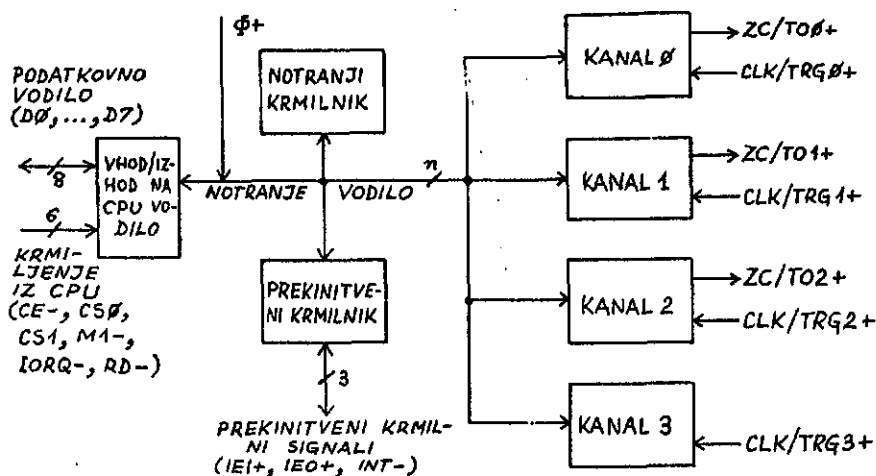 Φ+
PODATKOVNO
VODILO
(DØ, ..., D7)
8
6
KRMI-
LJENJE
IZ CPU
(CE-, CSØ,
CS1, M1-,
IORQ-, RD-)
VHOD/IZ-
HOD NA
CPU VO-
DILO
NOTRANJI
KRMILNIK
NOTRANJE VODILO
n
PREKINITVE-
NI KRMILNIK
3
PREKINITVENI KRMIL-
NI SIGNALI
(IEI+, IEO+, INT-)
KANAL Ø
ZC/TOØ+
CLK/TRGØ+
KANAL 1
ZC/TO1+
CLK/TRG1+
KANAL 2
ZC/TO2+
CLK/TRG2+
KANAL 3
CLK/TRG3+